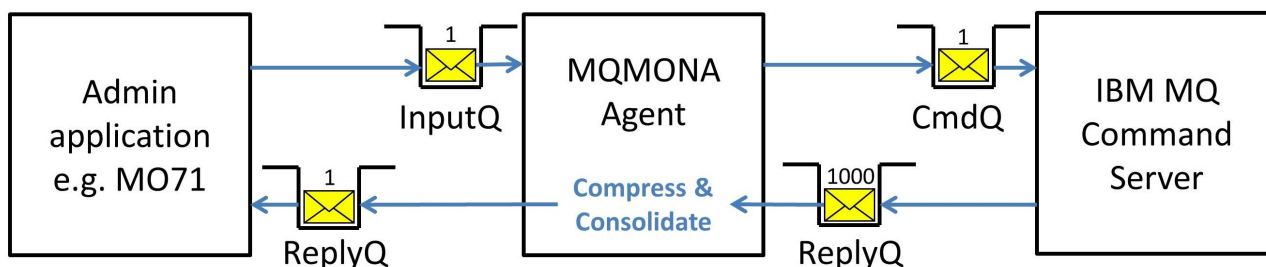 Admin
application
e.g. MO71
1
InputQ
1
ReplyQ
MQMONA
Agent
Compress &
Consolidate
1
CmdQ
1000
ReplyQ
IBM MQ
Command
Server